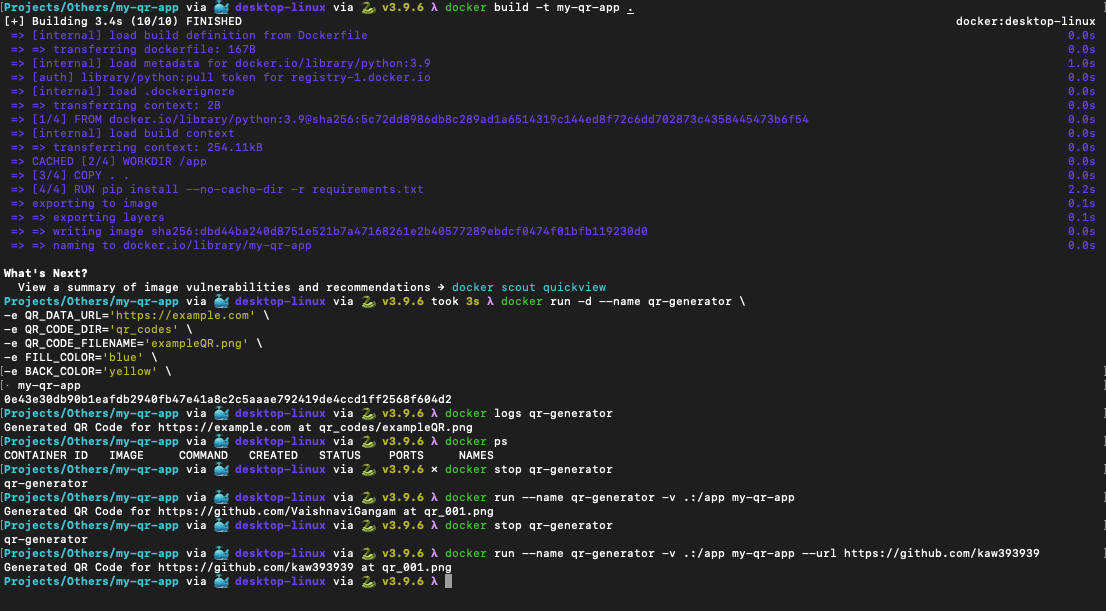 Projects/Others/my-qr-app via 🐳 desktop-linux via 🐍 v3.9.6 λ docker build -t my-qr-app .
[+] Building 3.4s (10/10) FINISHED docker:desktop-linux
=> [internal] load build definition from Dockerfile 0.0s
=> => transferring dockerfile: 167B 0.0s
=> [internal] load metadata for docker.io/library/python:3.9 1.0s
=> [auth] library/python:pull token for registry-1.docker.io 0.0s
=> [internal] load .dockerignore 0.0s
=> => transferring context: 2B 0.0s
=> [1/4] FROM docker.io/library/python:3.9@sha256:5c72dd8986db8c289ad1a6514319c144ed8f72c6dd702873c4358445473b6f54 0.0s
=> [internal] load build context 0.0s
=> => transferring context: 254.11kB 0.0s
=> CACHED [2/4] WORKDIR /app 0.0s
=> [3/4] COPY . . 0.0s
=> [4/4] RUN pip install --no-cache-dir -r requirements.txt 2.2s
=> exporting to image 0.1s
=> => exporting layers 0.1s
=> => writing image sha256:dbd44ba240d8751e521b7a47168261e2b40577289ebdcf0474f01bfb119230d0 0.0s
=> => naming to docker.io/library/my-qr-app 0.0s
What's Next?
View a summary of image vulnerabilities and recommendations → docker scout quickview
Projects/Others/my-qr-app via 🐳 desktop-linux via 🐍 v3.9.6 took 3s λ docker run -d --name qr-generator \
-e QR_DATA_URL='https://example.com' \
-e QR_CODE_DIR='qr_codes' \
-e QR_CODE_FILENAME='exampleQR.png' \
-e FILL_COLOR='blue' \
-e BACK_COLOR='yellow' \
· my-qr-app
0e43e30db90b1eafdb2940fb47e41a8c2c5aaae792419de4ccd1ff2568f604d2
Projects/Others/my-qr-app via 🐳 desktop-linux via 🐍 v3.9.6 λ docker logs qr-generator
Generated QR Code for https://example.com at qr_codes/exampleQR.png
Projects/Others/my-qr-app via 🐳 desktop-linux via 🐍 v3.9.6 λ docker ps
CONTAINER ID IMAGE COMMAND CREATED STATUS PORTS NAMES
Projects/Others/my-qr-app via 🐳 desktop-linux via 🐍 v3.9.6 × docker stop qr-generator
qr-generator
Projects/Others/my-qr-app via 🐳 desktop-linux via 🐍 v3.9.6 λ docker run --name qr-generator -v .:/app my-qr-app
Generated QR Code for https://github.com/VaishnaviGangam at qr_001.png
Projects/Others/my-qr-app via 🐳 desktop-linux via 🐍 v3.9.6 λ docker stop qr-generator
qr-generator
Projects/Others/my-qr-app via 🐳 desktop-linux via 🐍 v3.9.6 λ docker run --name qr-generator -v .:/app my-qr-app --url https://github.com/kaw393939
Generated QR Code for https://github.com/kaw393939 at qr_001.png
Projects/Others/my-qr-app via 🐳 desktop-linux via 🐍 v3.9.6 λ